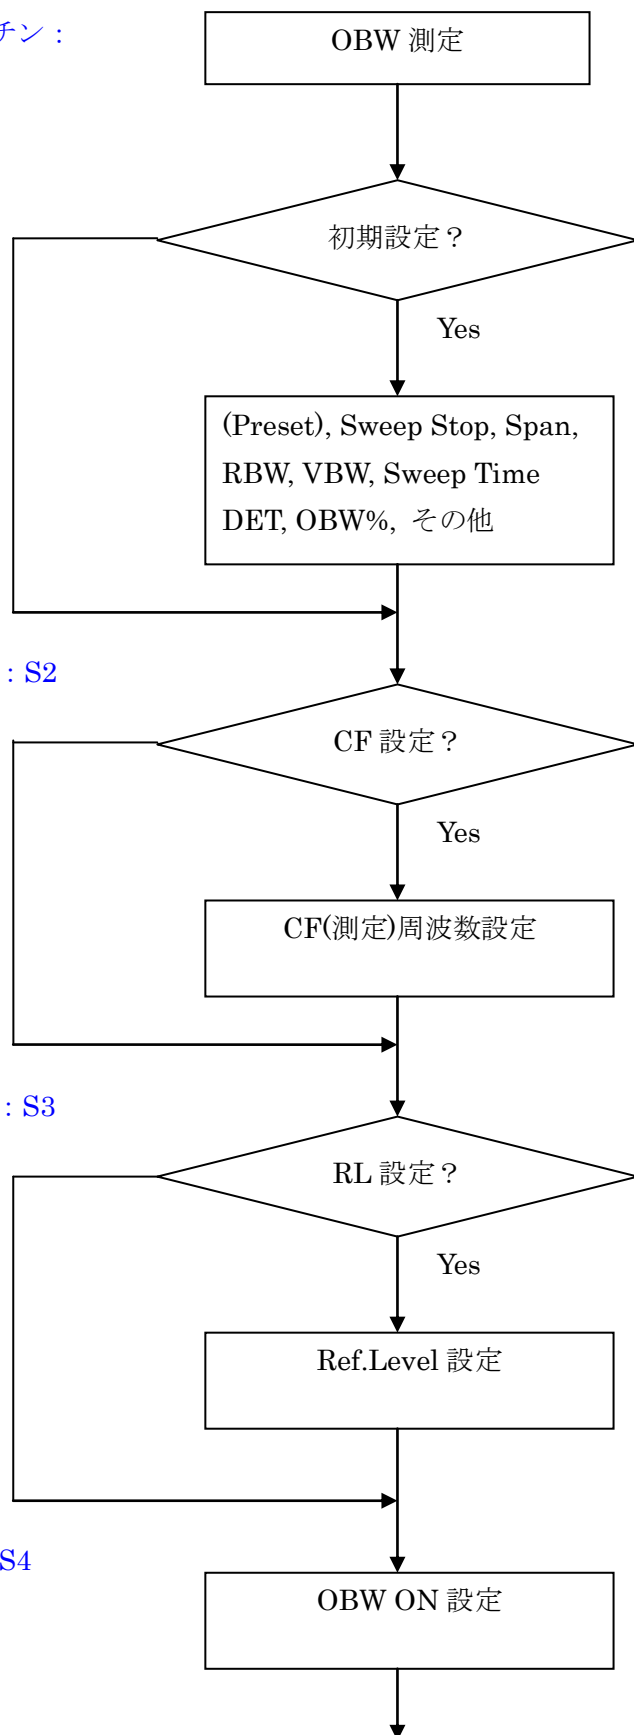 チン：
OBW 測定
初期設定？
Yes
(Preset), Sweep Stop, Span,
RBW, VBW, Sweep Time
DET, OBW%, その他
: S2
CF 設定？
Yes
CF(測定)周波数設定
: S3
RL 設定？
Yes
Ref.Level 設定
S4
OBW ON 設定